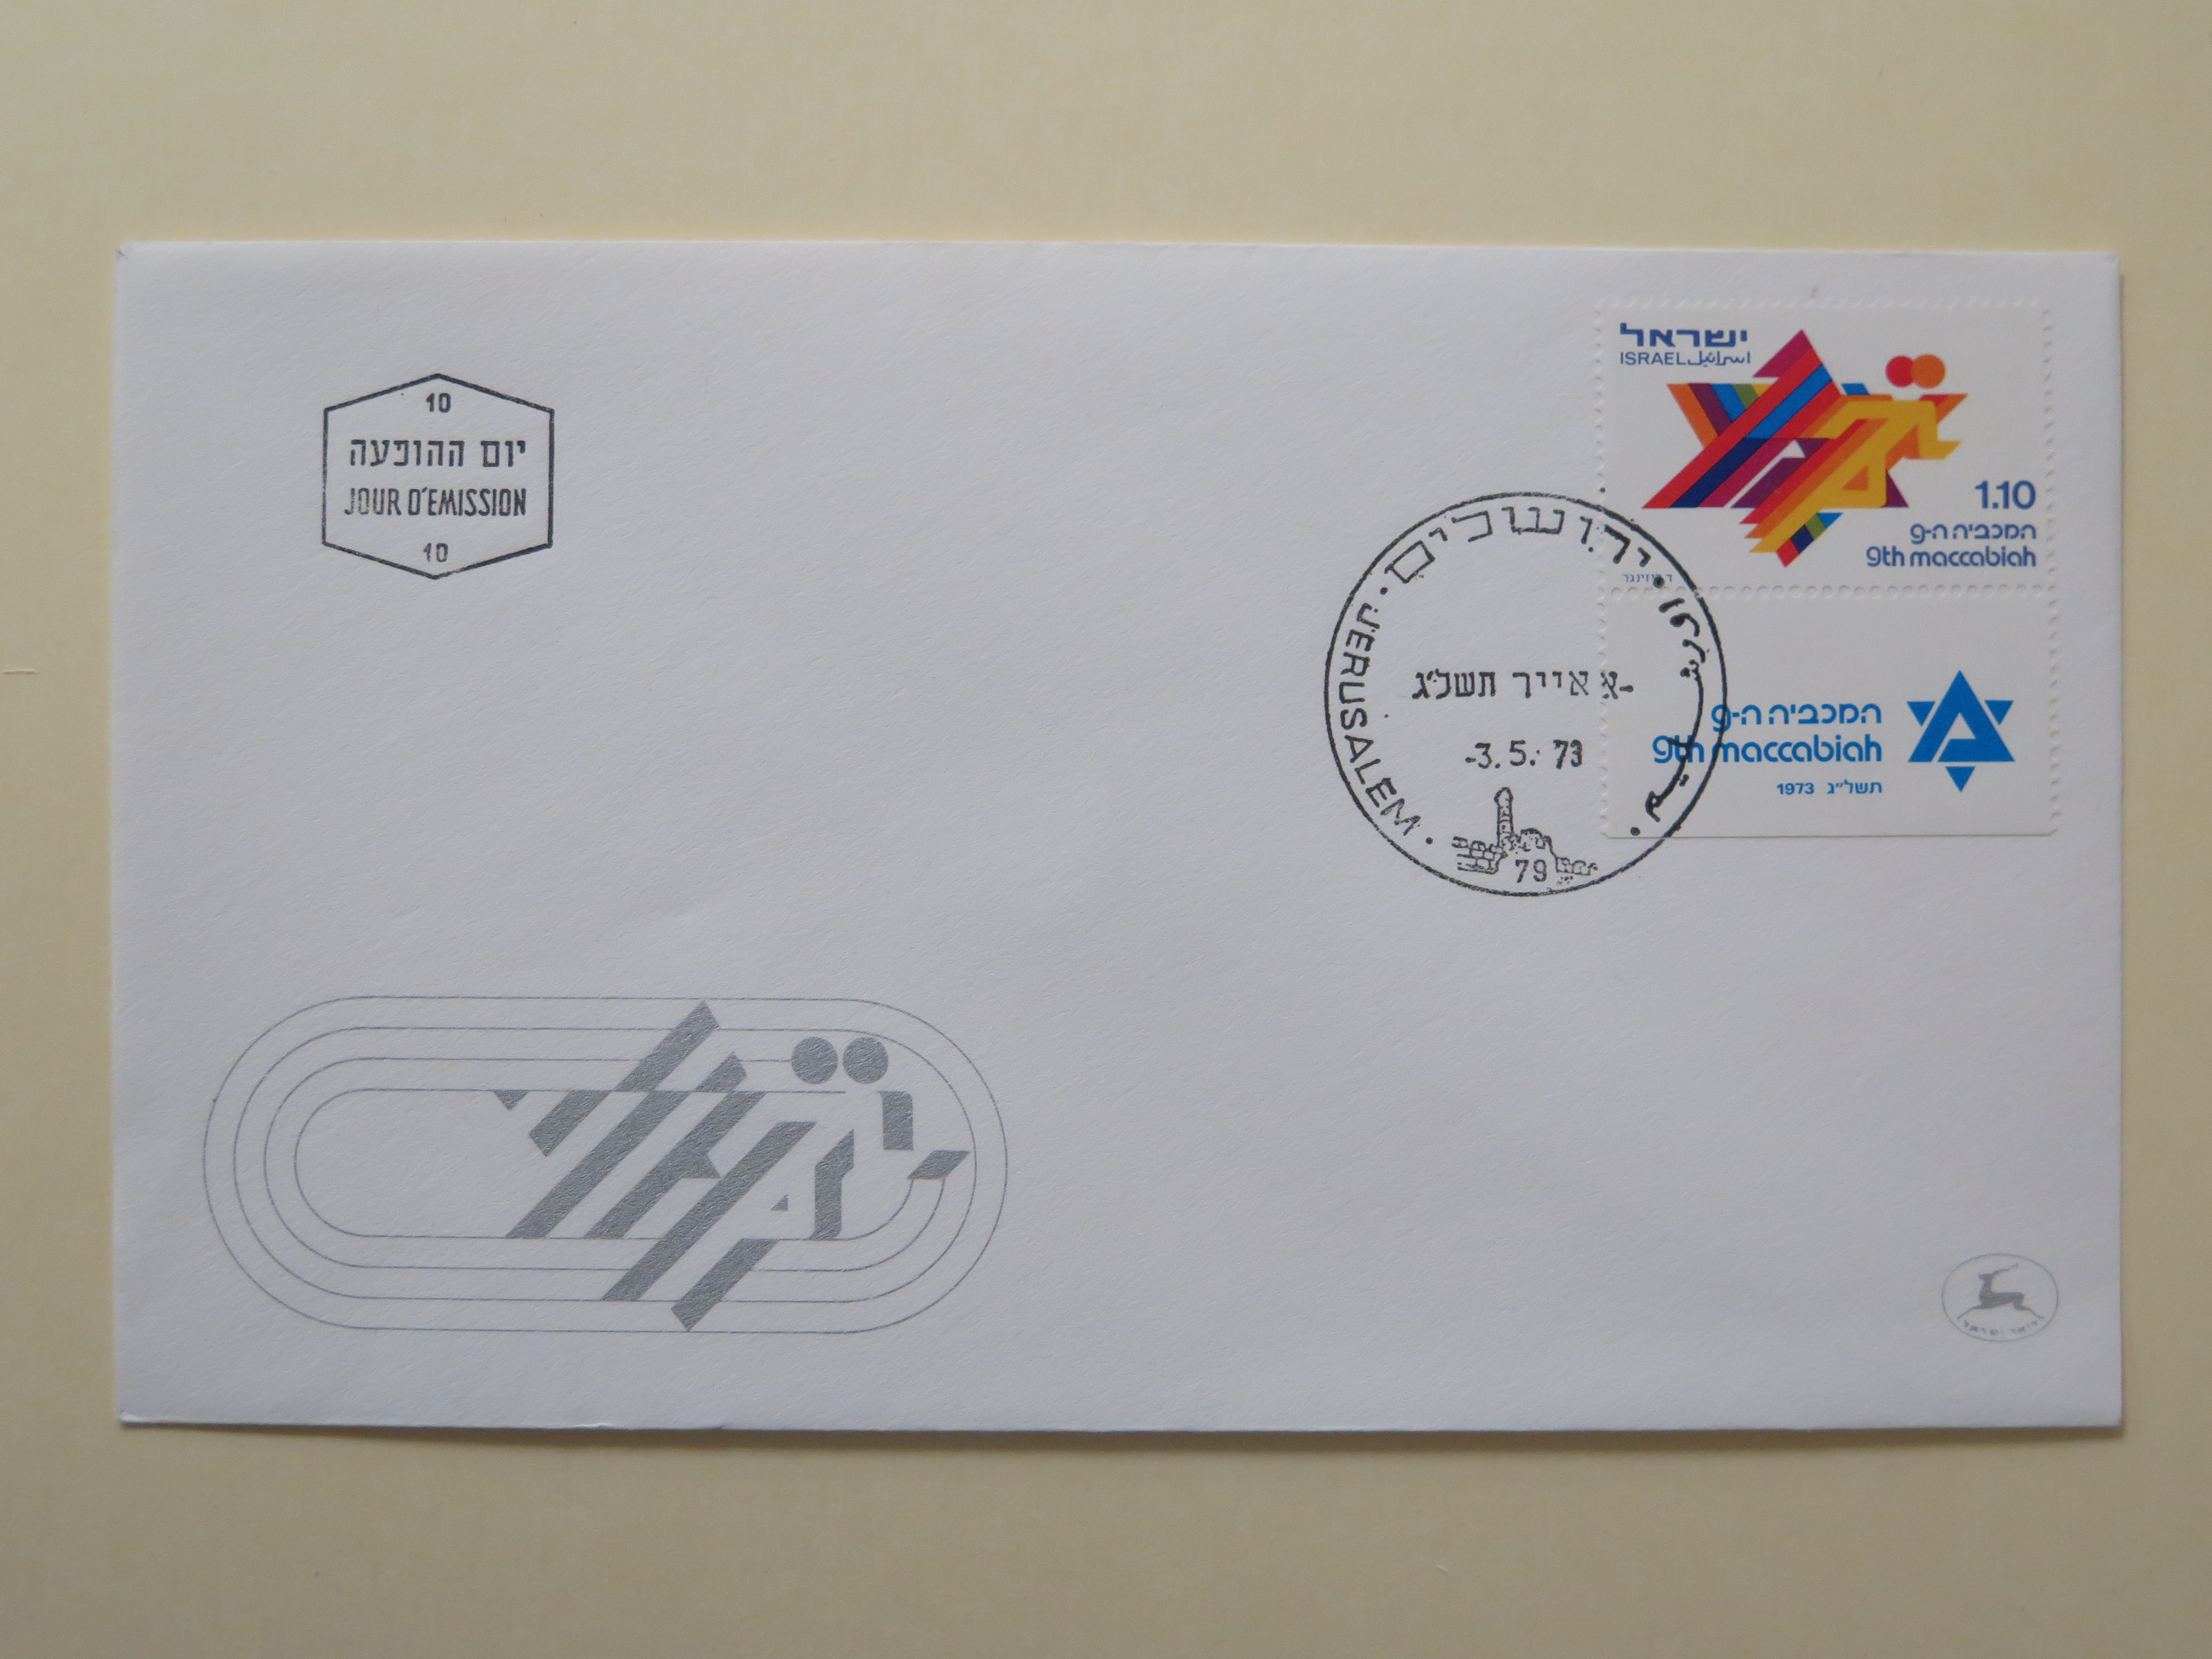 10
יום ההופעה
JOUR D'EMISSION
10
ישראל
ISRAEL اسرائيل
1.10
המכביה ה-9
9th maccabiah
ירושלים
JERUSALEM
א אייר תשל"ג
-3.5.73
79
המכביה ה-9
9th maccabiah
תשל״ג 1973